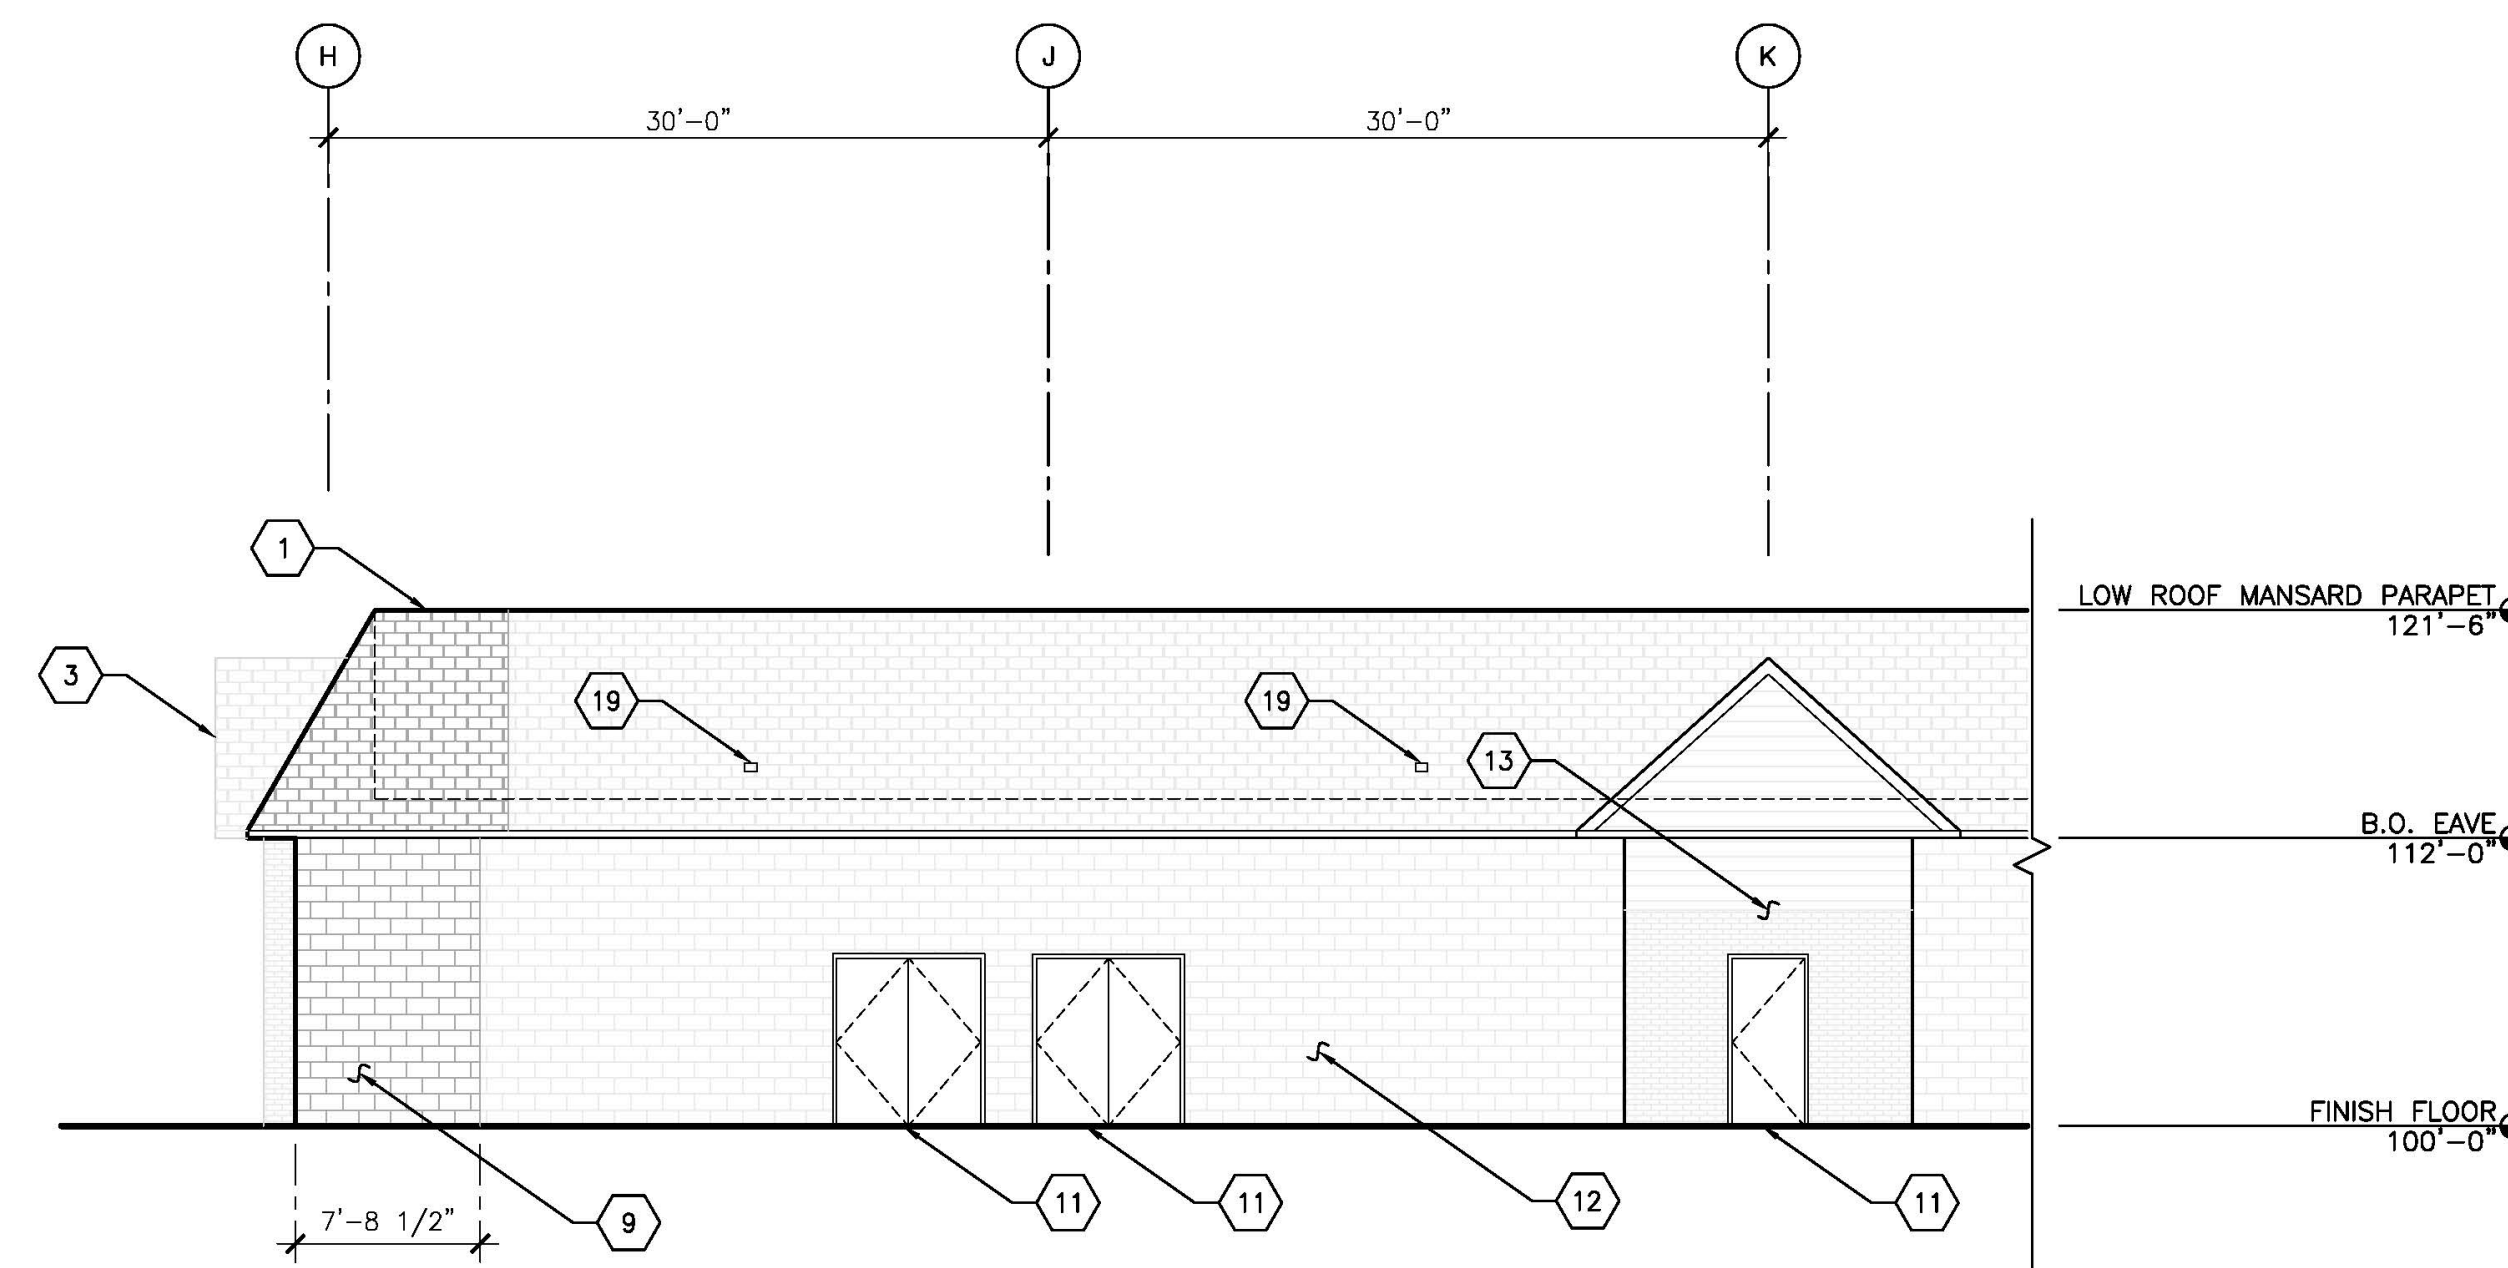 H
J
K
30'-0"
30'-0"
1
LOW ROOF MANSARD PARAPET
121'-6"
3
19
19
13
B.O. EAVE
112'-0"
FINISH FLOOR
100'-0"
11
11
12
11
7'-8 1/2"
9